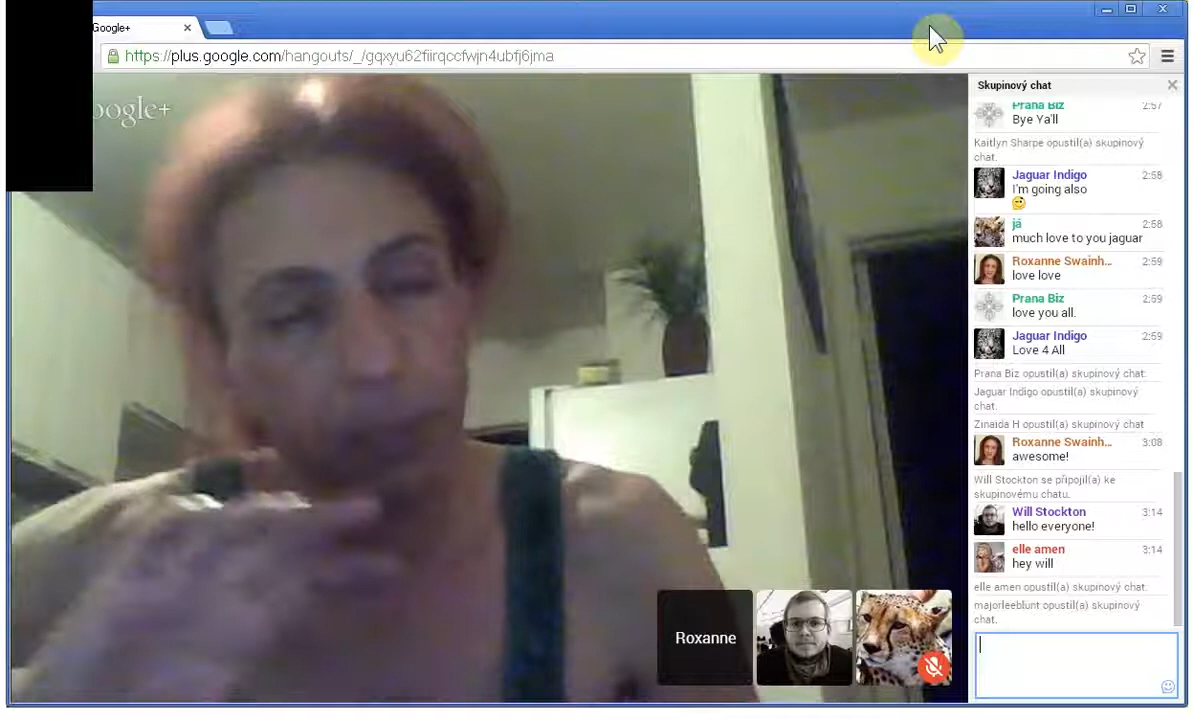 Google+
https://plus.google.com/hangouts/_/gqxyu62fiirqccfwjn4ubfj6jma
oogle+
Skupinový chat
Prana Biz 2:57
Bye Ya'll
Kaitlyn Sharpe opustil(a) skupinový
chat.
Jaguar Indigo 2:58
I'm going also
já 2:58
much love to you jaguar
Roxanne Swainh... 2:59
love love
Prana Biz 2:59
love you all.
Jaguar Indigo 2:59
Love 4 All
Prana Biz opustil(a) skupinový chat.
Jaguar Indigo opustil(a) skupinový
chat.
Zinaida H opustil(a) skupinový chat
Roxanne Swainh... 3:08
awesome!
Will Stockton se připojil(a) ke
skupinovému chatu.
Will Stockton 3:14
hello everyone!
elle amen 3:14
hey will
elle amen opustil(a) skupinový chat.
majorleeblunt opustil(a) skupinový
chat.
Roxanne